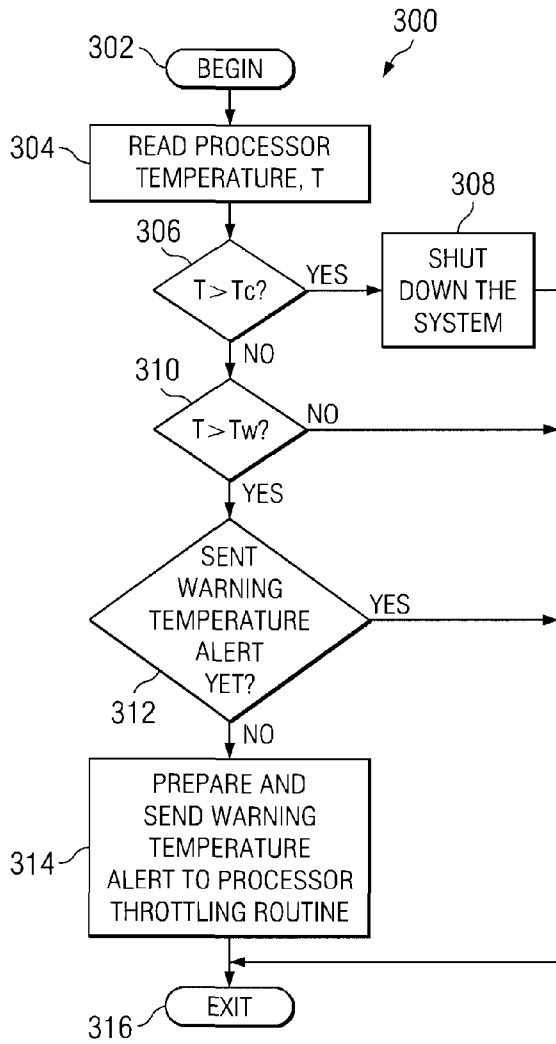 300
302
BEGIN
304
READ PROCESSOR
TEMPERATURE, T
306
T > Tc?
YES
308
SHUT
DOWN THE
SYSTEM
NO
310
T > Tw?
NO
YES
SENT
WARNING
TEMPERATURE
ALERT
YET?
YES
312
NO
PREPARE AND
SEND WARNING
TEMPERATURE
ALERT TO PROCESSOR
THROTTLING ROUTINE
314
EXIT
316